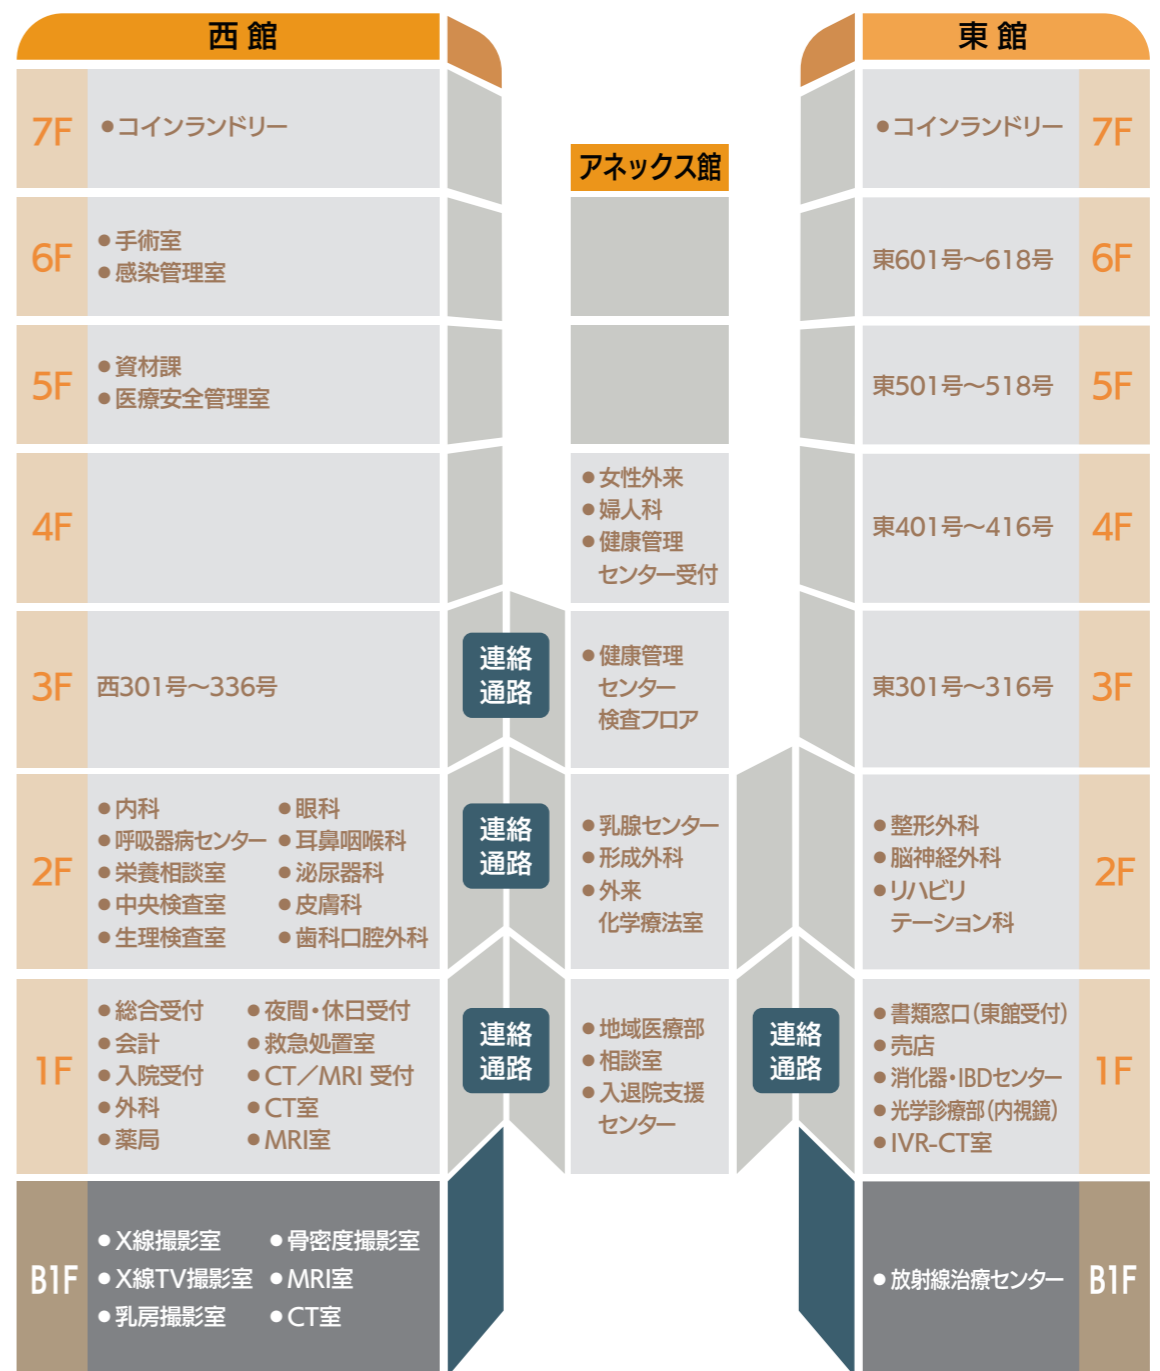 西館
7F
●コインランドリー
6F
●手術室
●感染管理室
5F
●資材課
●医療安全管理室
4F
3F
西301号～336号
2F
●内科
●呼吸器病センター
●栄養相談室
●中央検査室
●生理検査室
●眼科
●耳鼻咽喉科
●泌尿器科
●皮膚科
●歯科口腔外科
1F
●総合受付
●会計
●入院受付
●外科
●薬局
●夜間・休日受付
●救急処置室
●CT／MRI 受付
●CT室
●MRI室
B1F
●X線撮影室
●X線TV撮影室
●乳房撮影室
●骨密度撮影室
●MRI室
●CT室
連絡
通路
連絡
通路
連絡
通路
アネックス館
●女性外来
●婦人科
●健康管理
センター受付
●健康管理
センター
検査フロア
●乳腺センター
●形成外科
●外来
化学療法室
●地域医療部
●相談室
●入退院支援
センター
連絡
通路
東館
●コインランドリー
7F
東601号～618号
6F
東501号～518号
5F
東401号～416号
4F
東301号～316号
3F
●整形外科
●脳神経外科
●リハビリ
テーション科
2F
●書類窓口（東館受付）
●売店
●消化器・IBDセンター
●光学診療部（内視鏡）
●IVR-CT室
1F
●放射線治療センター
B1F